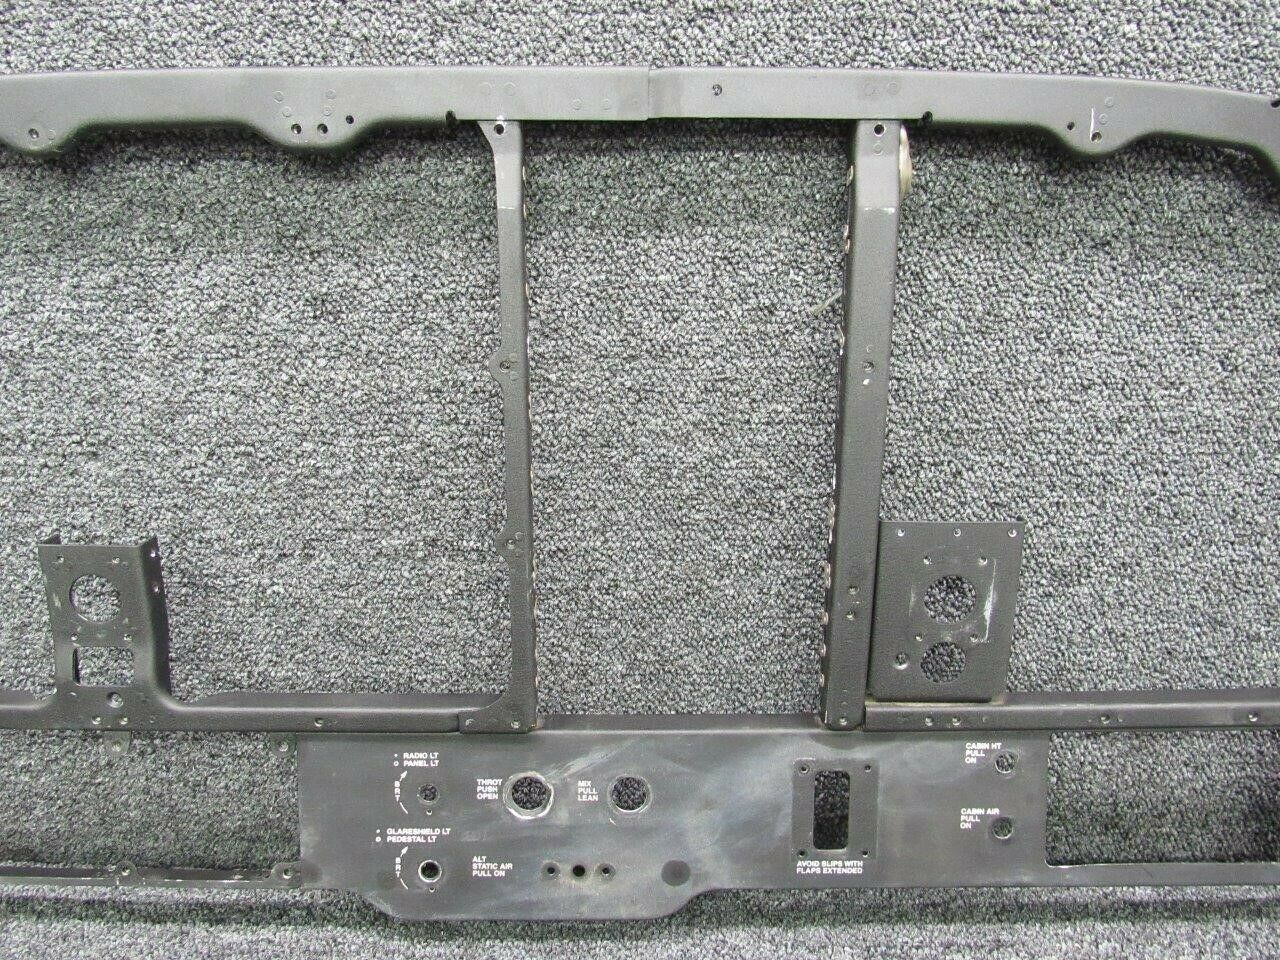 RADIO LT
PANEL LT
BRT
THROT
PUSH
OPEN
MIX
PULL
LEAN
CABIN HT
PULL
ON
GLARESHIELD LT
PEDESTAL LT
BRT
ALT
STATIC AIR
PULL ON
AVOID SLIPS WITH
FLAPS EXTENDED
CABIN AIR
PULL
ON